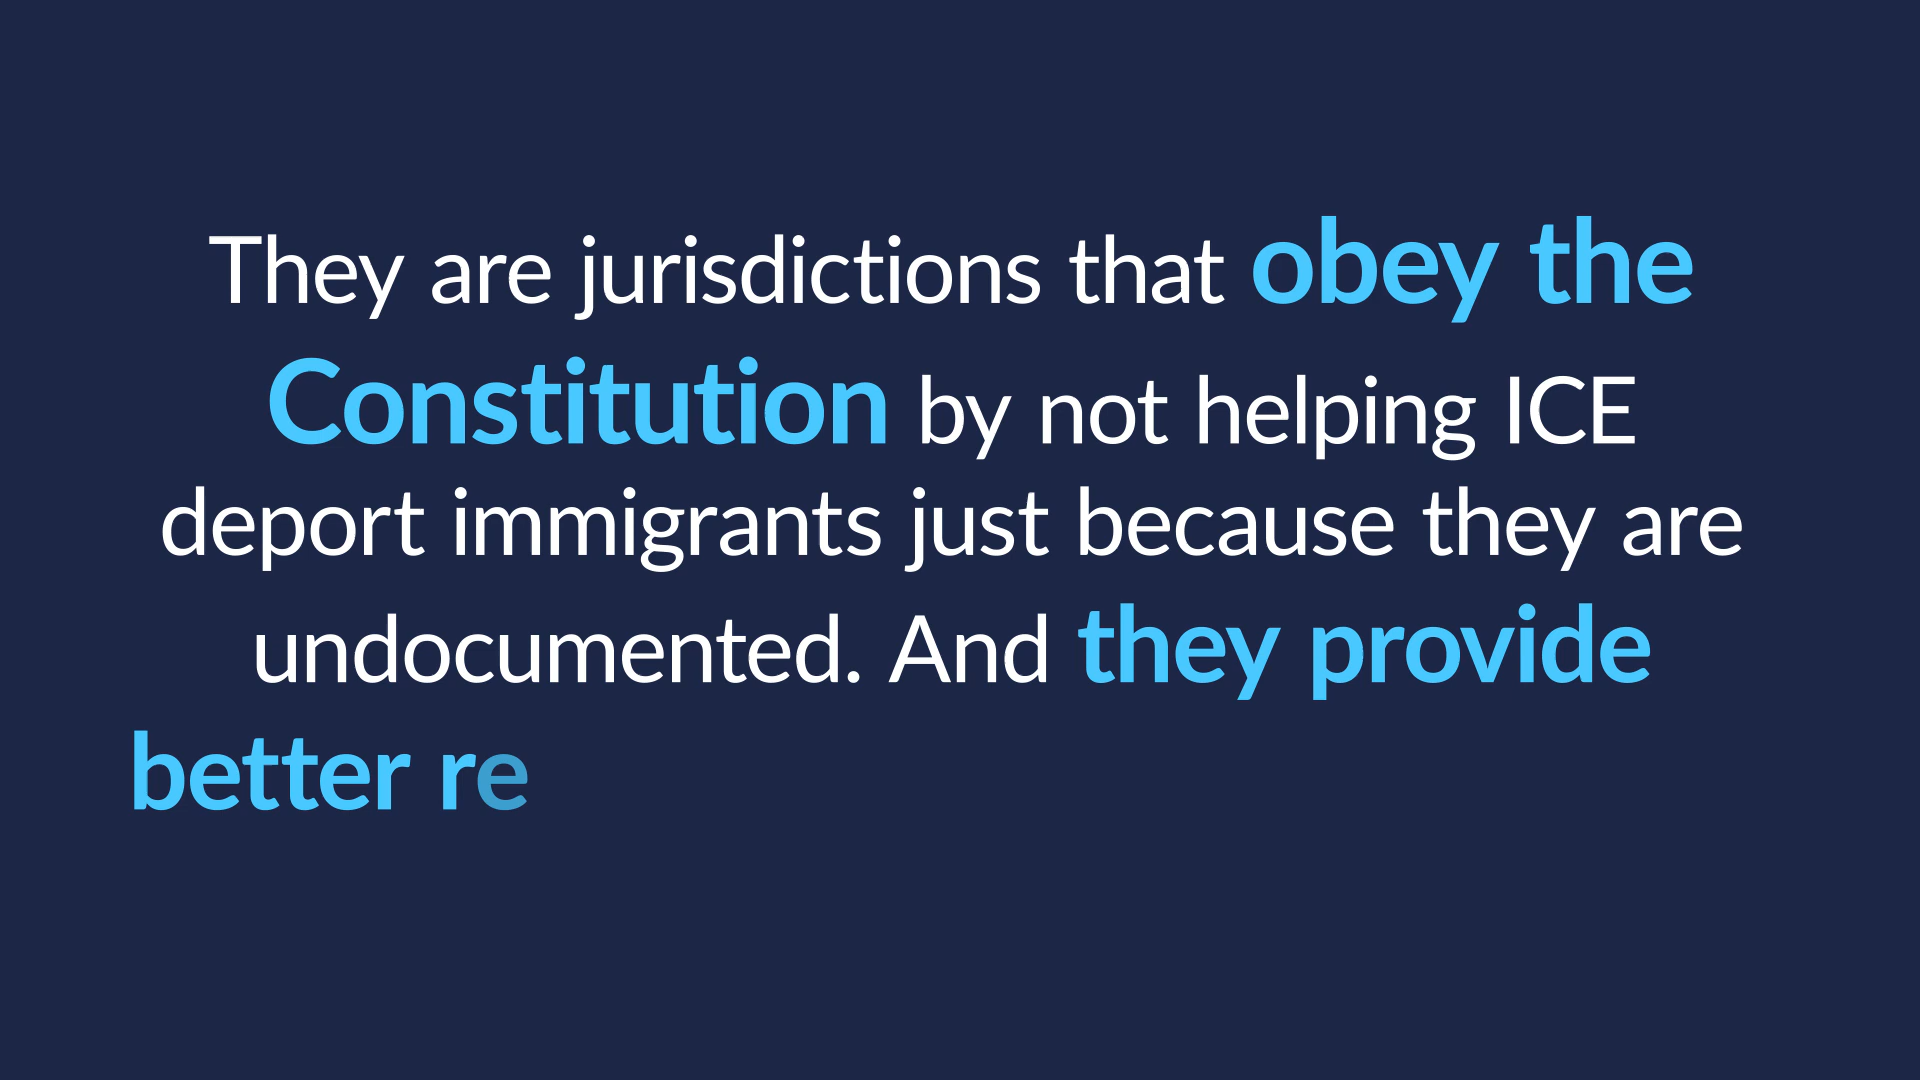 They are jurisdictions that obey the
Constitution by not helping ICE
deport immigrants just because they are
undocumented. And they provide
better re